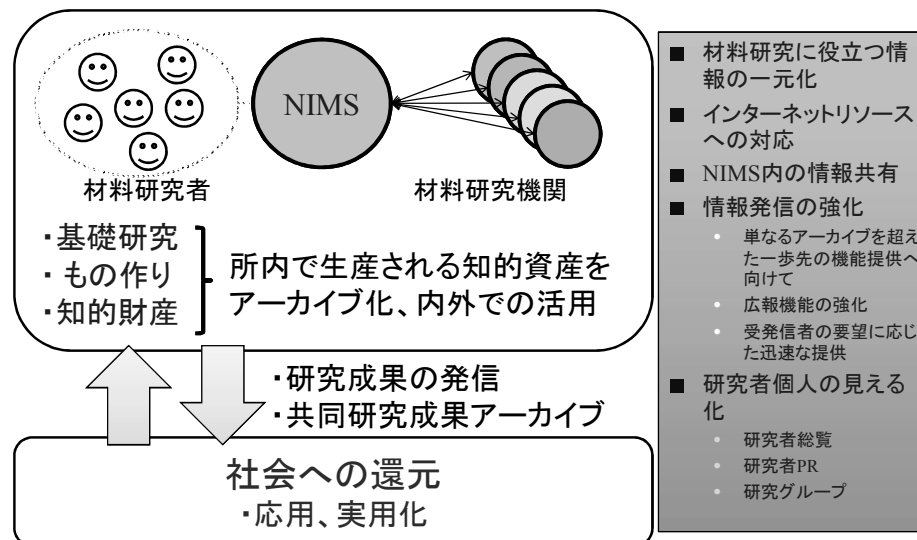 NIMS
材料研究者
材料研究機関
・基礎研究
・もの作り
・知的財産
所内で生産される知的資産を
アーカイブ化、内外での活用
・研究成果の発信
・共同研究成果アーカイブ
社会への還元
・応用、実用化
■ 材料研究に役立つ情
報の一元化
■ インターネットリソース
への対応
■ NIMS内の情報共有
■ 情報発信の強化
• 単なるアーカイブを超え
た一歩先の機能提供へ
向けて
• 広報機能の強化
• 受発信者の要望に応じ
た迅速な提供
■ 研究者個人の見える
化
• 研究者総覧
• 研究者PR
• 研究グループ